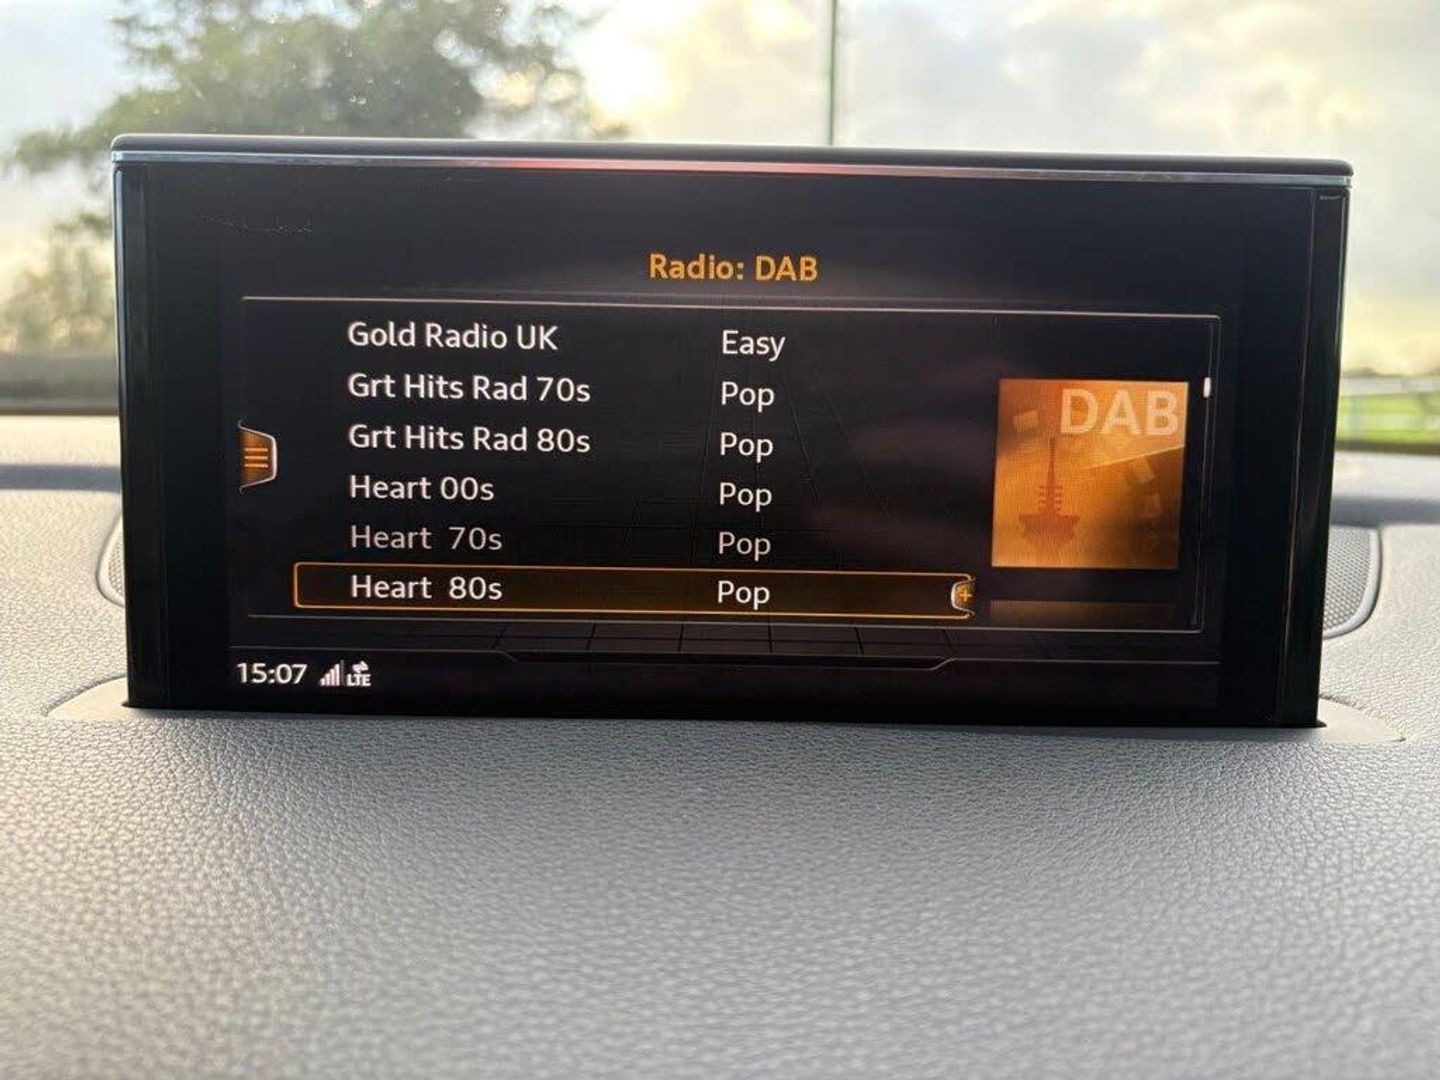 Radio: DAB
Gold Radio UK Easy
Grt Hits Rad 70s Pop
Grt Hits Rad 80s Pop
Heart 00s Pop
Heart 70s Pop
Heart 80s Pop
DAB
15:07 LTE